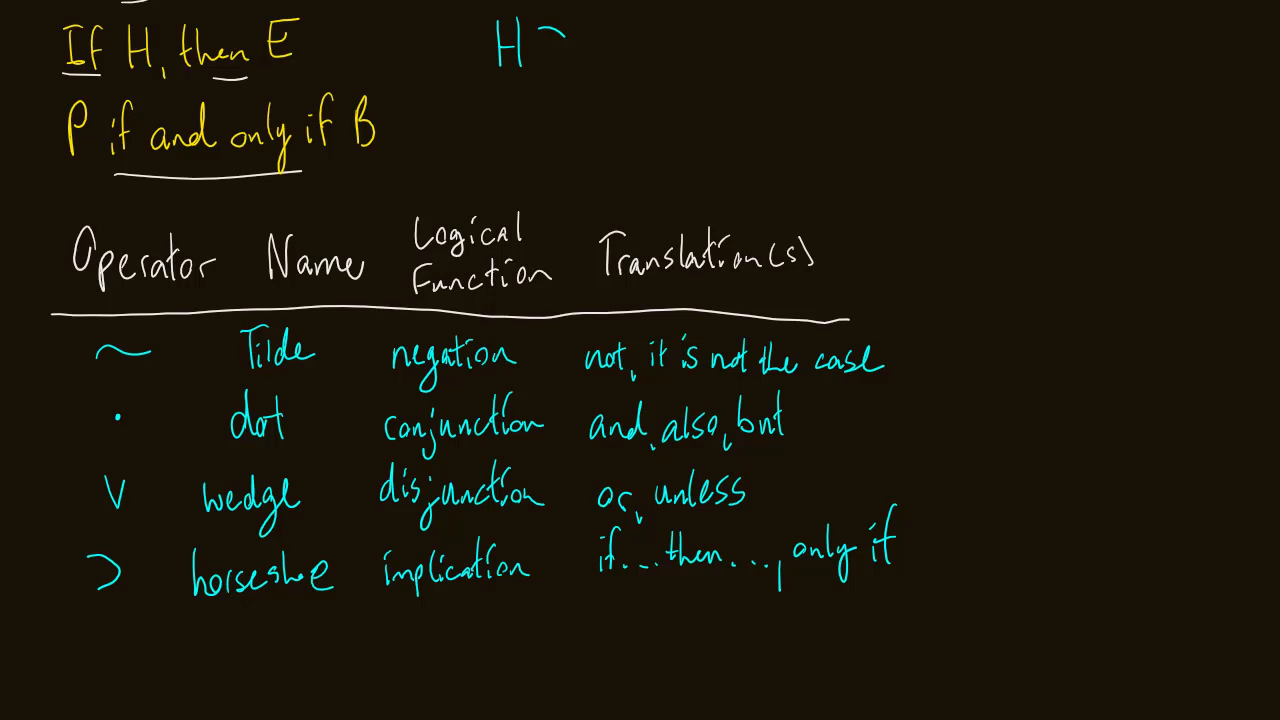 If H, then E
H
P if and only if B
Operator Name Logical Function Translation(s)
~ Tilde negation not, it is not the case
· dot conjunction and, also, but
v wedge disjunction or, unless
⊃ horseshoe implication if...then..., only if